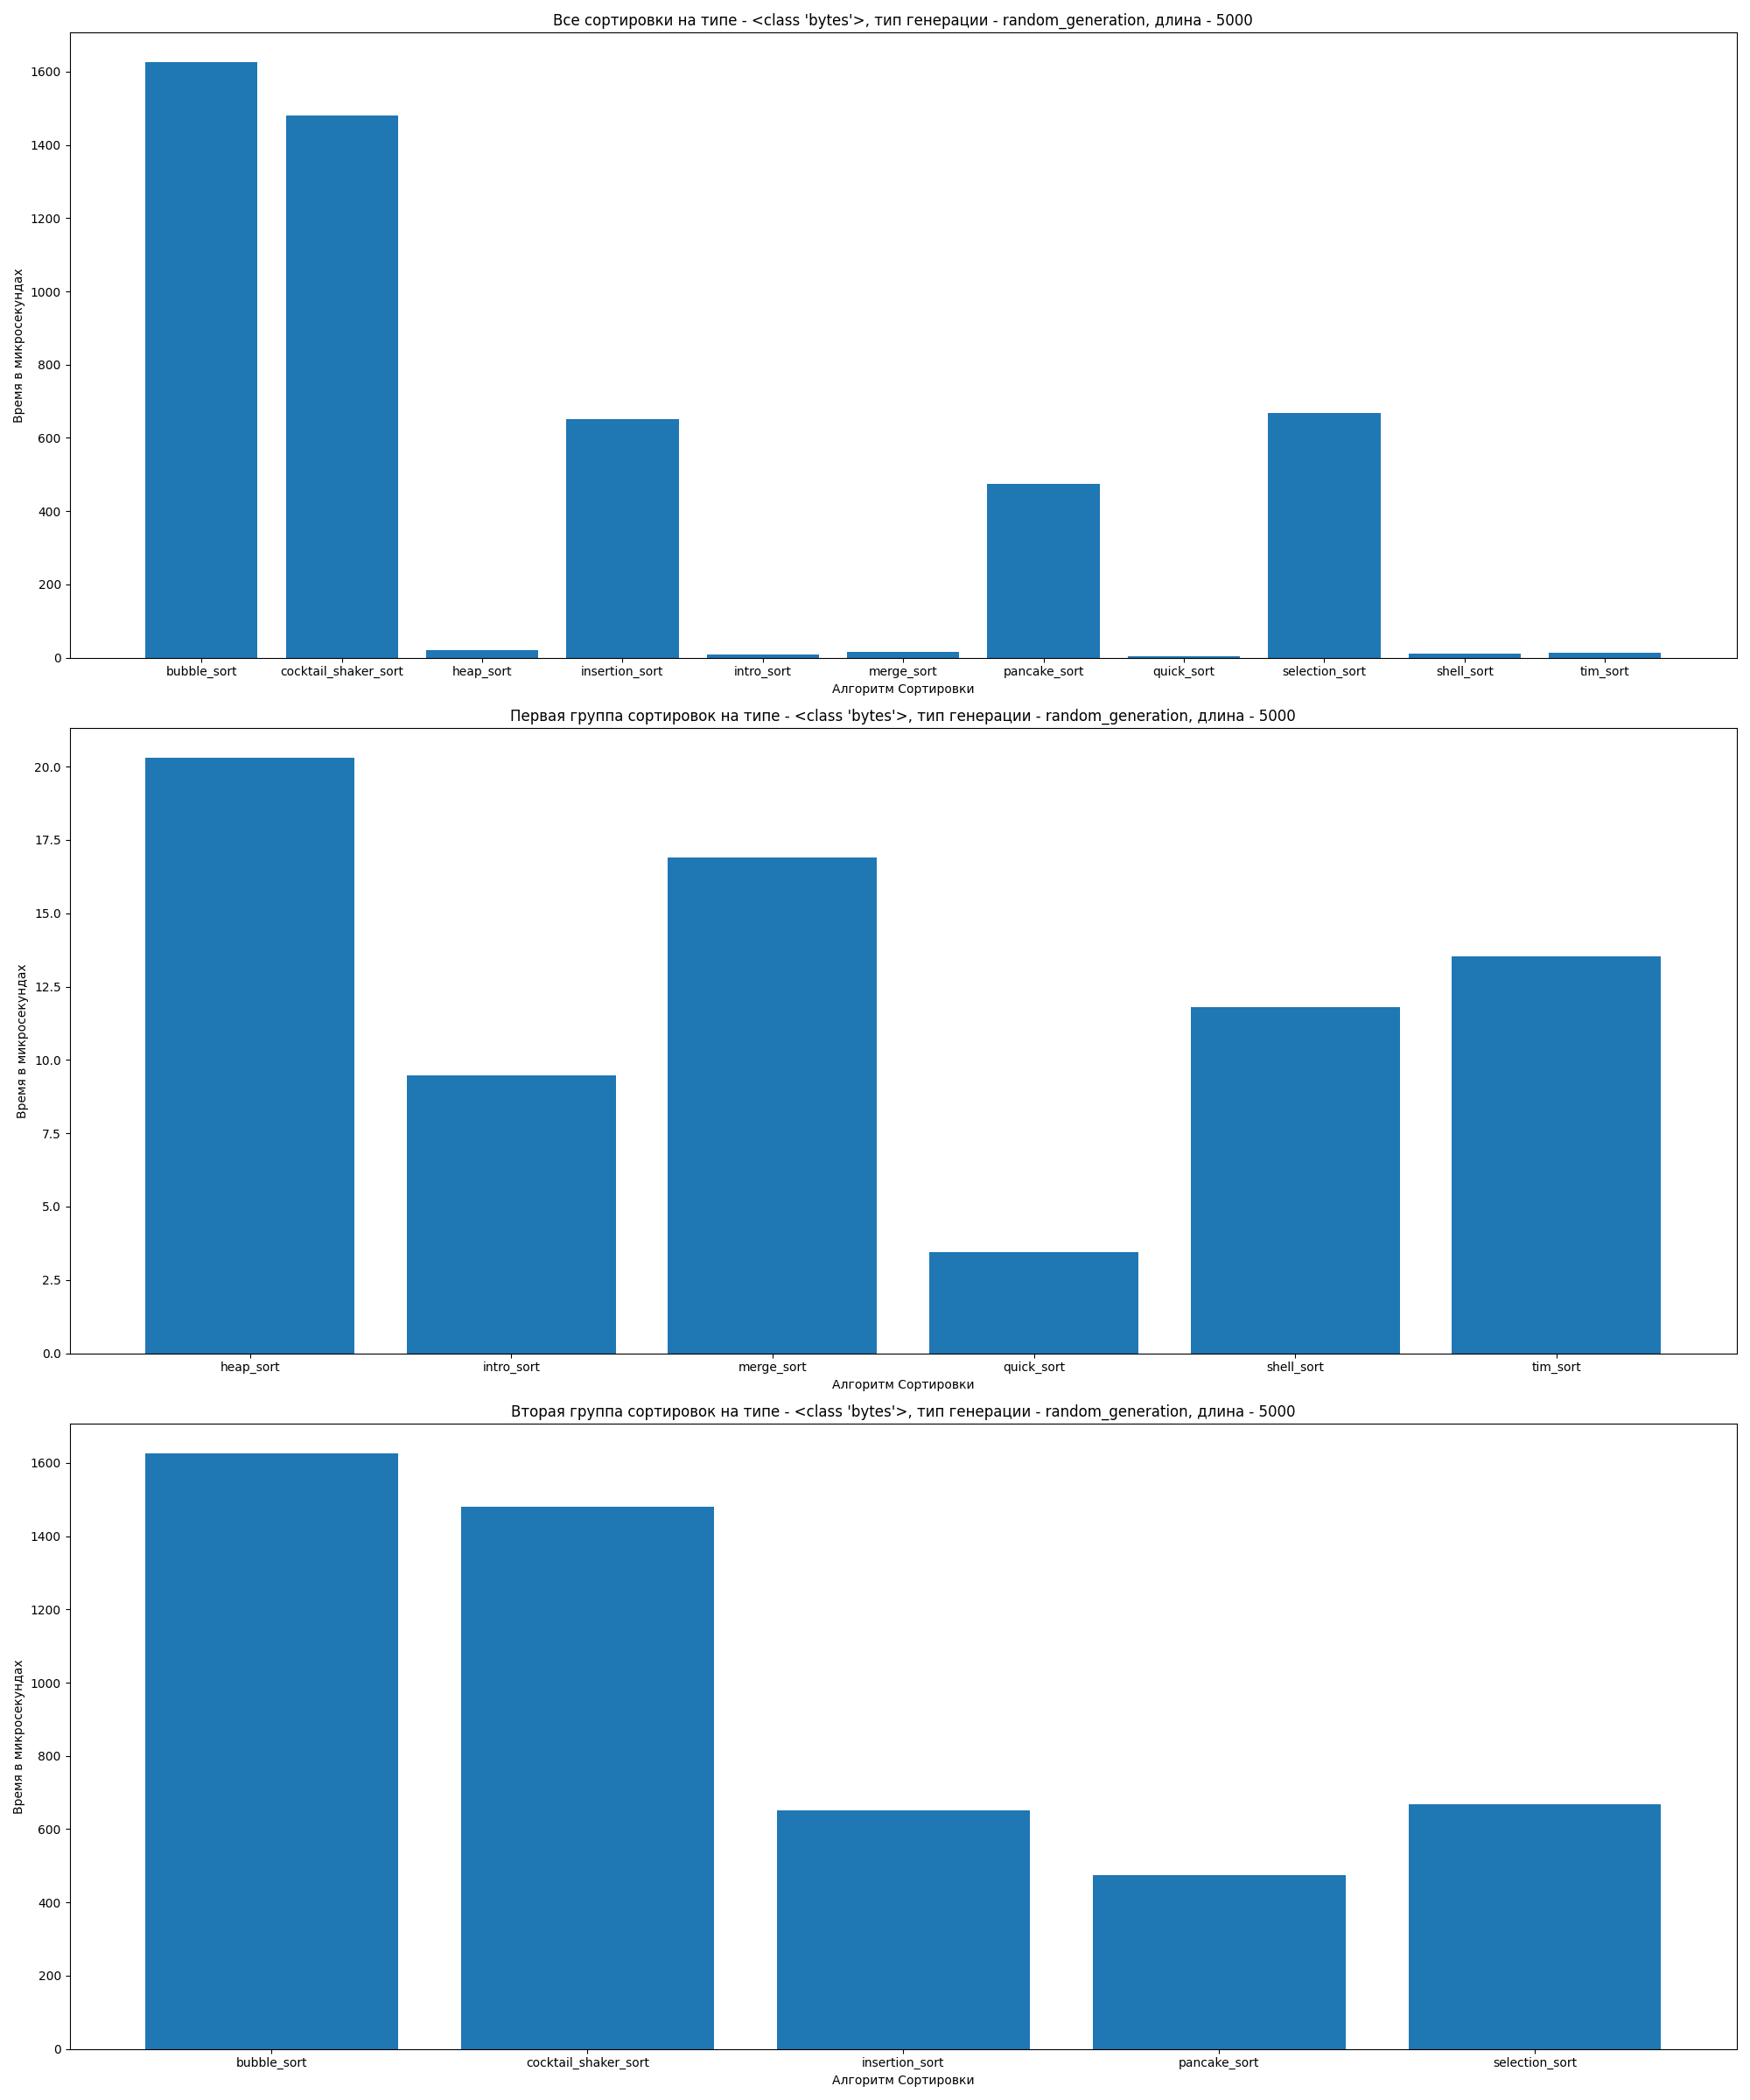 Все сортировки на типе - <class 'bytes'>, тип генерации - random_generation, длина - 5000
1600
1400
1200
1000
800
600
400
200
0
Время в микросекундах
bubble_sort cocktail_shaker_sort heap_sort insertion_sort intro_sort merge_sort pancake_sort quick_sort selection_sort shell_sort tim_sort
Алгоритм Сортировки
Первая группа сортировок на типе - <class 'bytes'>, тип генерации - random_generation, длина - 5000
20.0
17.5
15.0
12.5
10.0
7.5
5.0
2.5
0.0
Время в микросекундах
heap_sort intro_sort merge_sort quick_sort shell_sort tim_sort
Алгоритм Сортировки
Вторая группа сортировок на типе - <class 'bytes'>, тип генерации - random_generation, длина - 5000
1600
1400
1200
1000
800
600
400
200
0
Время в микросекундах
bubble_sort cocktail_shaker_sort insertion_sort pancake_sort selection_sort
Алгоритм Сортировки